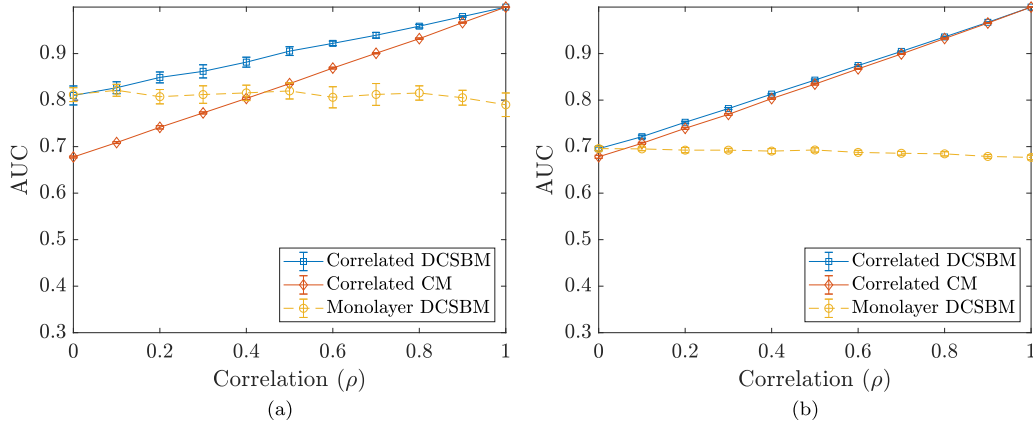 0.9
0.8
0.7
0.6
0.5
0.4
0.3
AUC
0 0.2 0.4 0.6 0.8 1
Correlation (ρ)
Correlated DCSBM
Correlated CM
Monolayer DCSBM
(a)
0.9
0.8
0.7
0.6
0.5
0.4
0.3
AUC
0 0.2 0.4 0.6 0.8 1
Correlation (ρ)
Correlated DCSBM
Correlated CM
Monolayer DCSBM
(b)